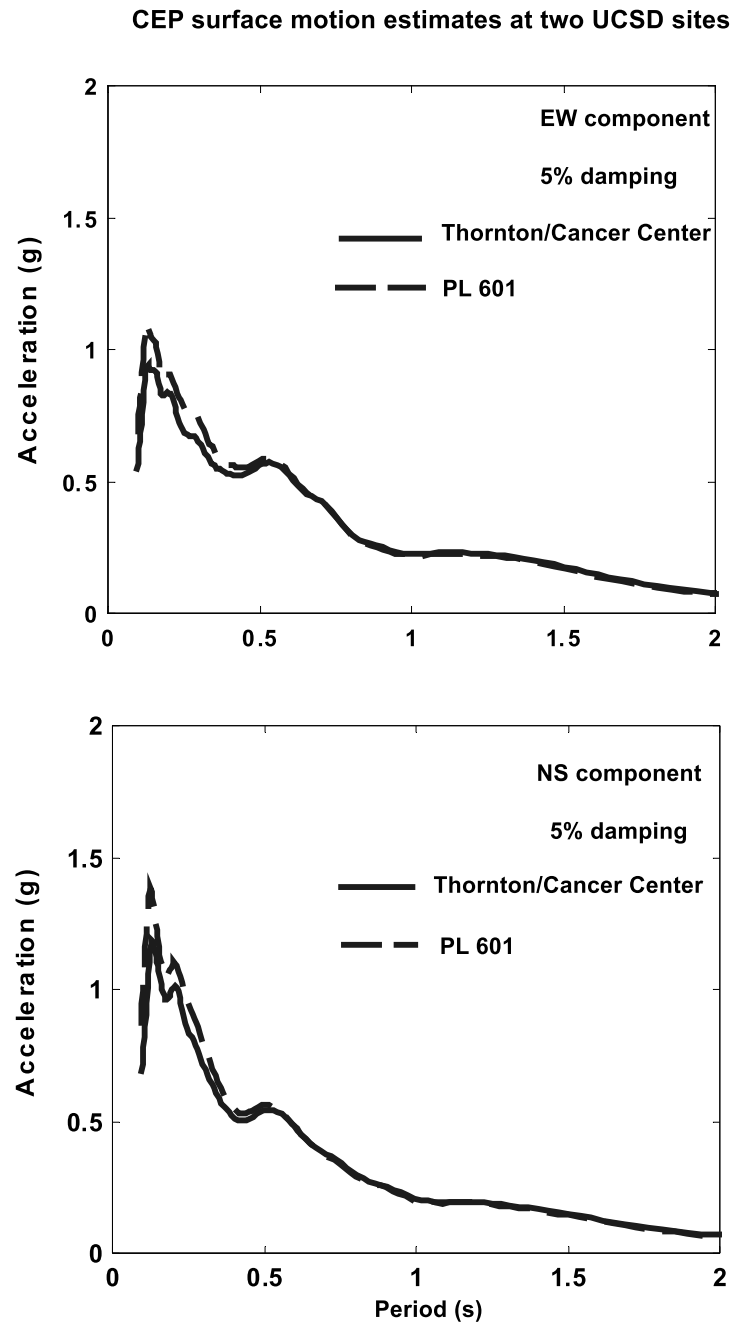 CEP surface motion estimates at two UCSD sites
2
EW component
5% damping
1.5
Thornton/Cancer Center
PL 601
Acceleration (g)
1
0.5
0
0 0.5 1 1.5 2
2
NS component
5% damping
1.5
Thornton/Cancer Center
PL 601
Acceleration (g)
1
0.5
0
0 0.5 1 1.5 2
Period (s)